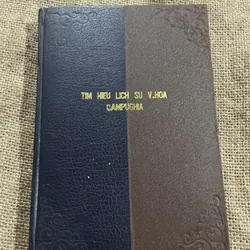 TIM HIEU LICH SU V.HOA
CAMPUCHIA